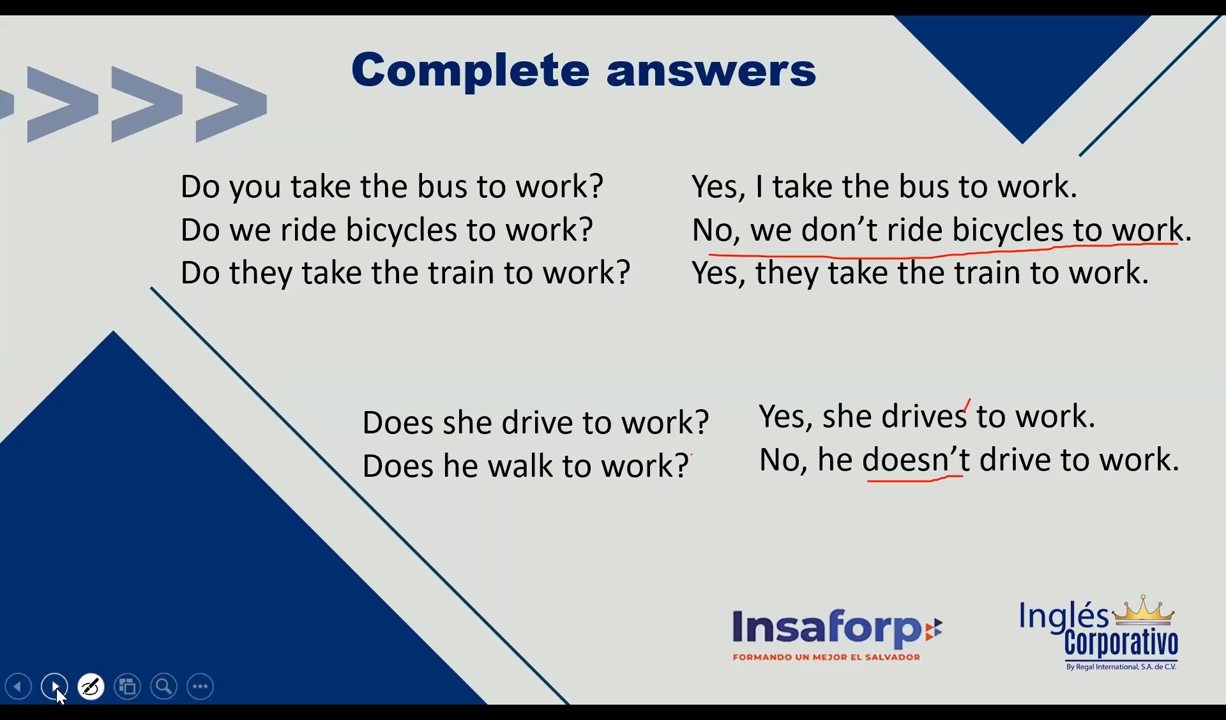 Complete answers
Do you take the bus to work?
Yes, I take the bus to work.
Do we ride bicycles to work?
No, we don’t ride bicycles to work.
Do they take the train to work?
Yes, they take the train to work.
Does she drive to work?
Yes, she drives to work.
Does he walk to work?
No, he doesn’t drive to work.
Insaforp
FORMANDO UN MEJOR EL SALVADOR
Inglés
Corporativo
By Regal International, S.A. de C.V.